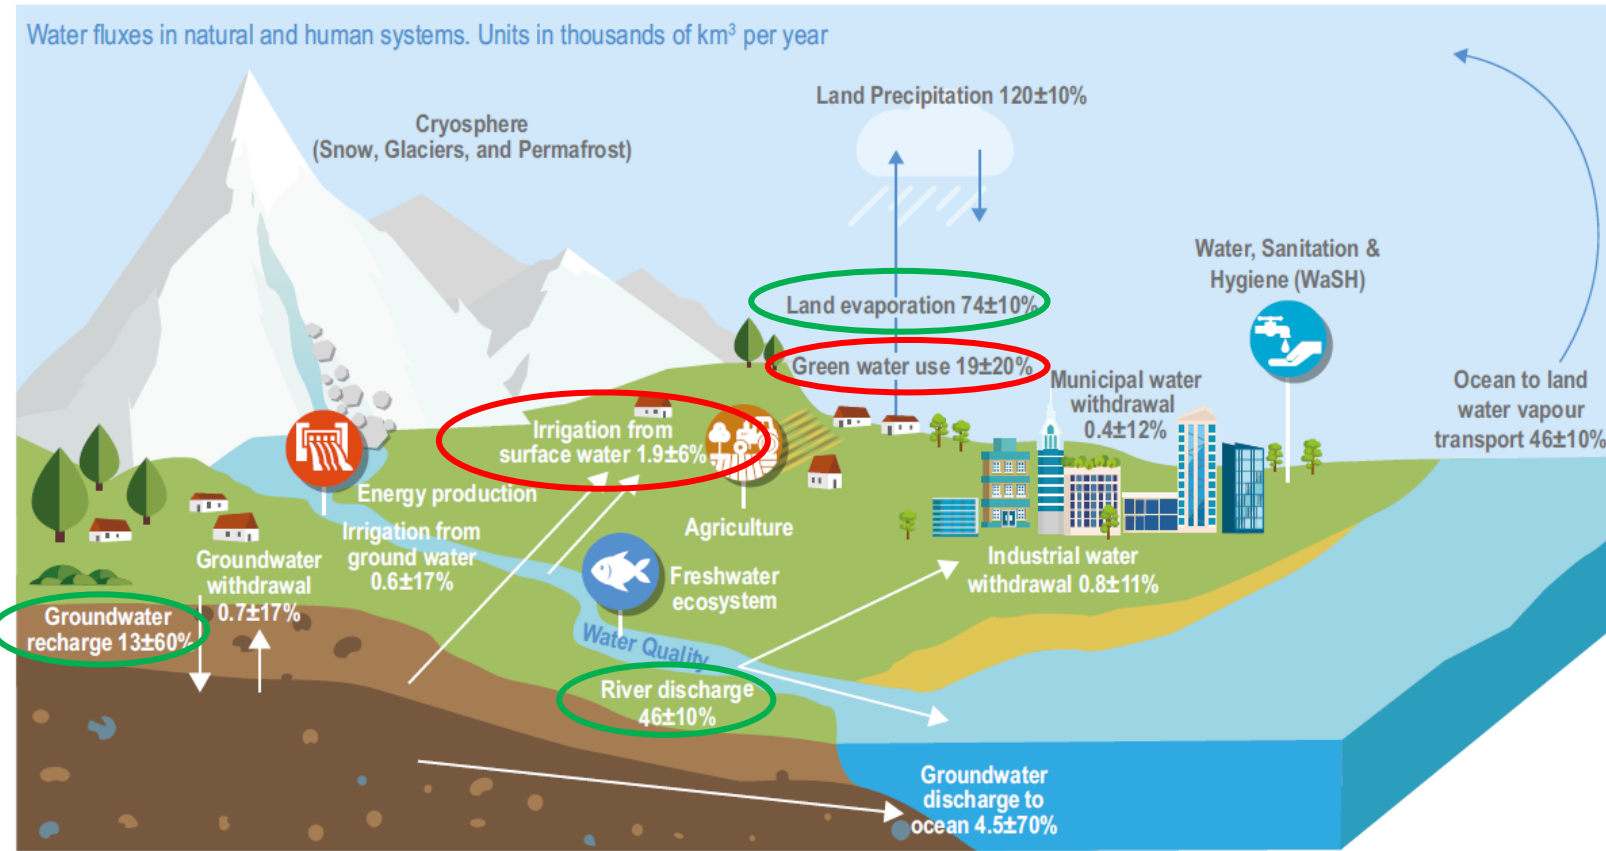 Water fluxes in natural and human systems. Units in thousands of km³ per year
Land Precipitation 120±10%
Cryosphere
(Snow, Glaciers, and Permafrost)
Water, Sanitation &
Hygiene (WaSH)
Land evaporation 74±10%
Green water use 19±20%
Municipal water
withdrawal
0.4±12%
Ocean to land
water vapour
transport 46±10%
Irrigation from
surface water 1.9±6%
Energy production
Agriculture
Irrigation from
ground water
0.6±17%
Groundwater
withdrawal
0.7±17%
Freshwater
ecosystem
Industrial water
withdrawal 0.8±11%
Groundwater
recharge 13±60%
Water Quality
River discharge
46±10%
Groundwater
discharge to
ocean 4.5±70%